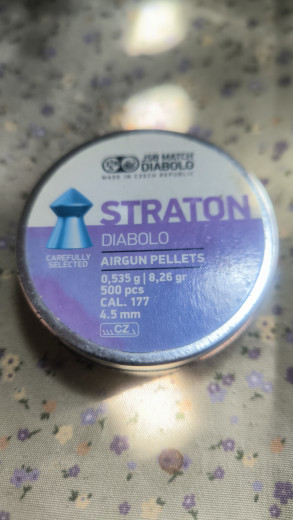 JSB MATCH
DIABOLO
MADE IN CZECH REPUBLIC
STRATON
DIABOLO
CAREFULLY
SELECTED
AIRGUN PELLETS
0,535 g | 8,26 gr
500 pcs
CAL. 177
4.5 mm
CZ